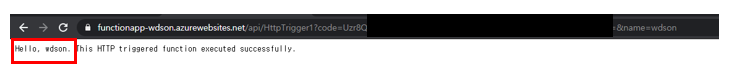 functionapp-wdson.azurewebsites.net/api/HttpTrigger1?code=Uzr8Q =&name=wdson
Hello, wdson. This HTTP triggered function executed successfully.